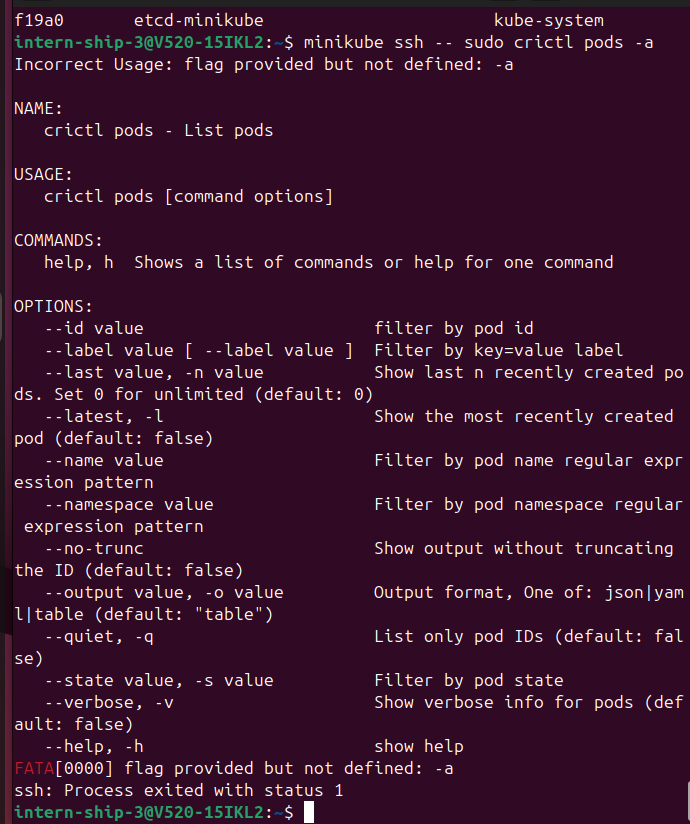 f19a0       etcd-minikube                       kube-system
intern-ship-3@V520-15IKL2:~$ minikube ssh -- sudo crictl pods -a
Incorrect Usage: flag provided but not defined: -a

NAME:
   crictl pods - List pods

USAGE:
   crictl pods [command options]

COMMANDS:
   help, h  Shows a list of commands or help for one command

OPTIONS:
   --id value                       filter by pod id
   --label value [ --label value ]  Filter by key=value label
   --last value, -n value           Show last n recently created po
ds. Set 0 for unlimited (default: 0)
   --latest, -l                     Show the most recently created
pod (default: false)
   --name value                     Filter by pod name regular expr
ession pattern
   --namespace value                Filter by pod namespace regular
 expression pattern
   --no-trunc                       Show output without truncating
the ID (default: false)
   --output value, -o value         Output format, One of: json|yam
l|table (default: "table")
   --quiet, -q                      List only pod IDs (default: fal
se)
   --state value, -s value          Filter by pod state
   --verbose, -v                    Show verbose info for pods (def
ault: false)
   --help, -h                       show help
FATA[0000] flag provided but not defined: -a
ssh: Process exited with status 1
intern-ship-3@V520-15IKL2:~$